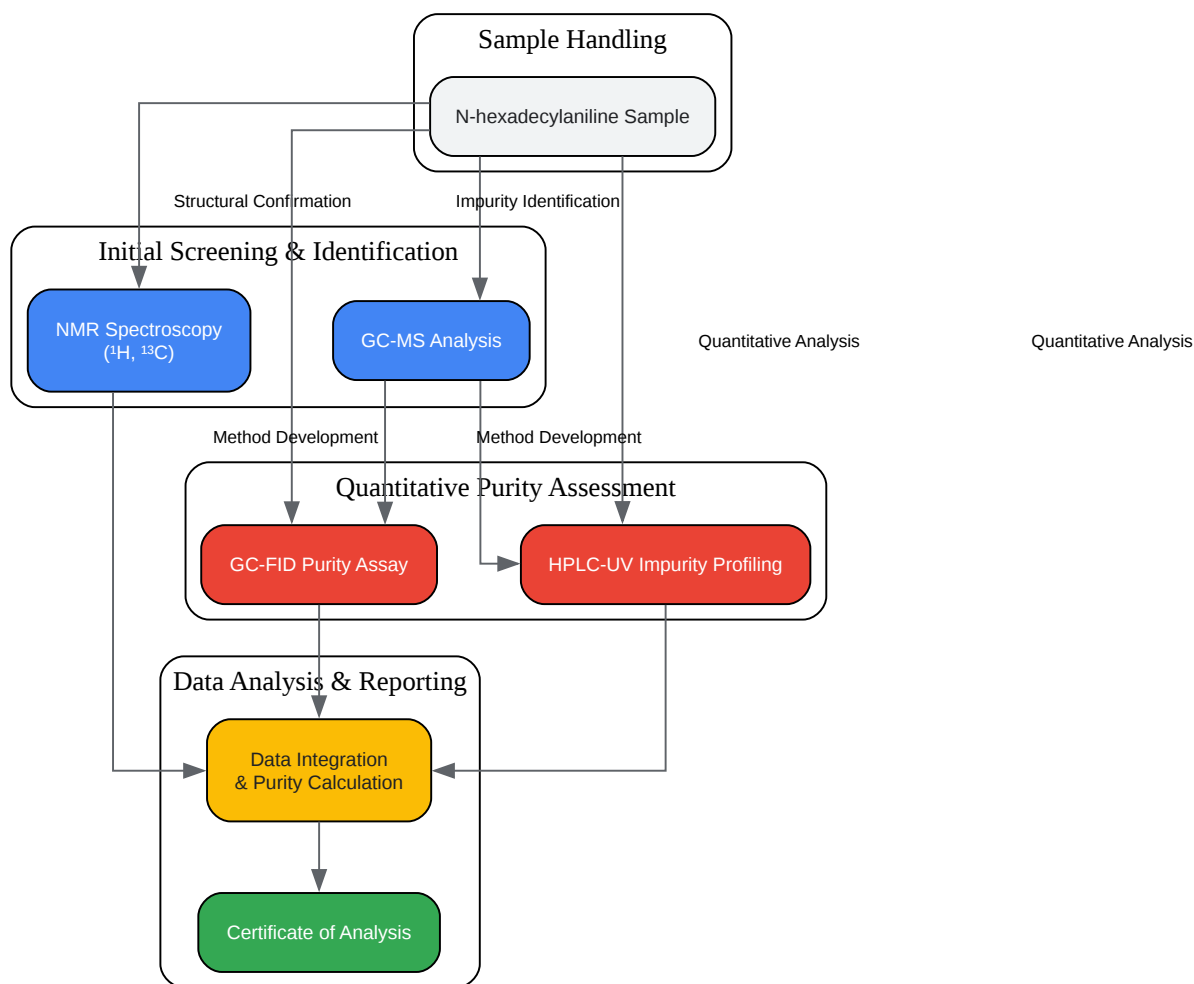 Sample Handling
N-hexadecylaniline Sample
Structural Confirmation
Impurity Identification
Initial Screening & Identification
NMR Spectroscopy
(¹H, ¹³C)
GC-MS Analysis
Quantitative Analysis
Quantitative Analysis
Method Development
Method Development
Quantitative Purity Assessment
GC-FID Purity Assay
HPLC-UV Impurity Profiling
Data Analysis & Reporting
Data Integration
& Purity Calculation
Certificate of Analysis